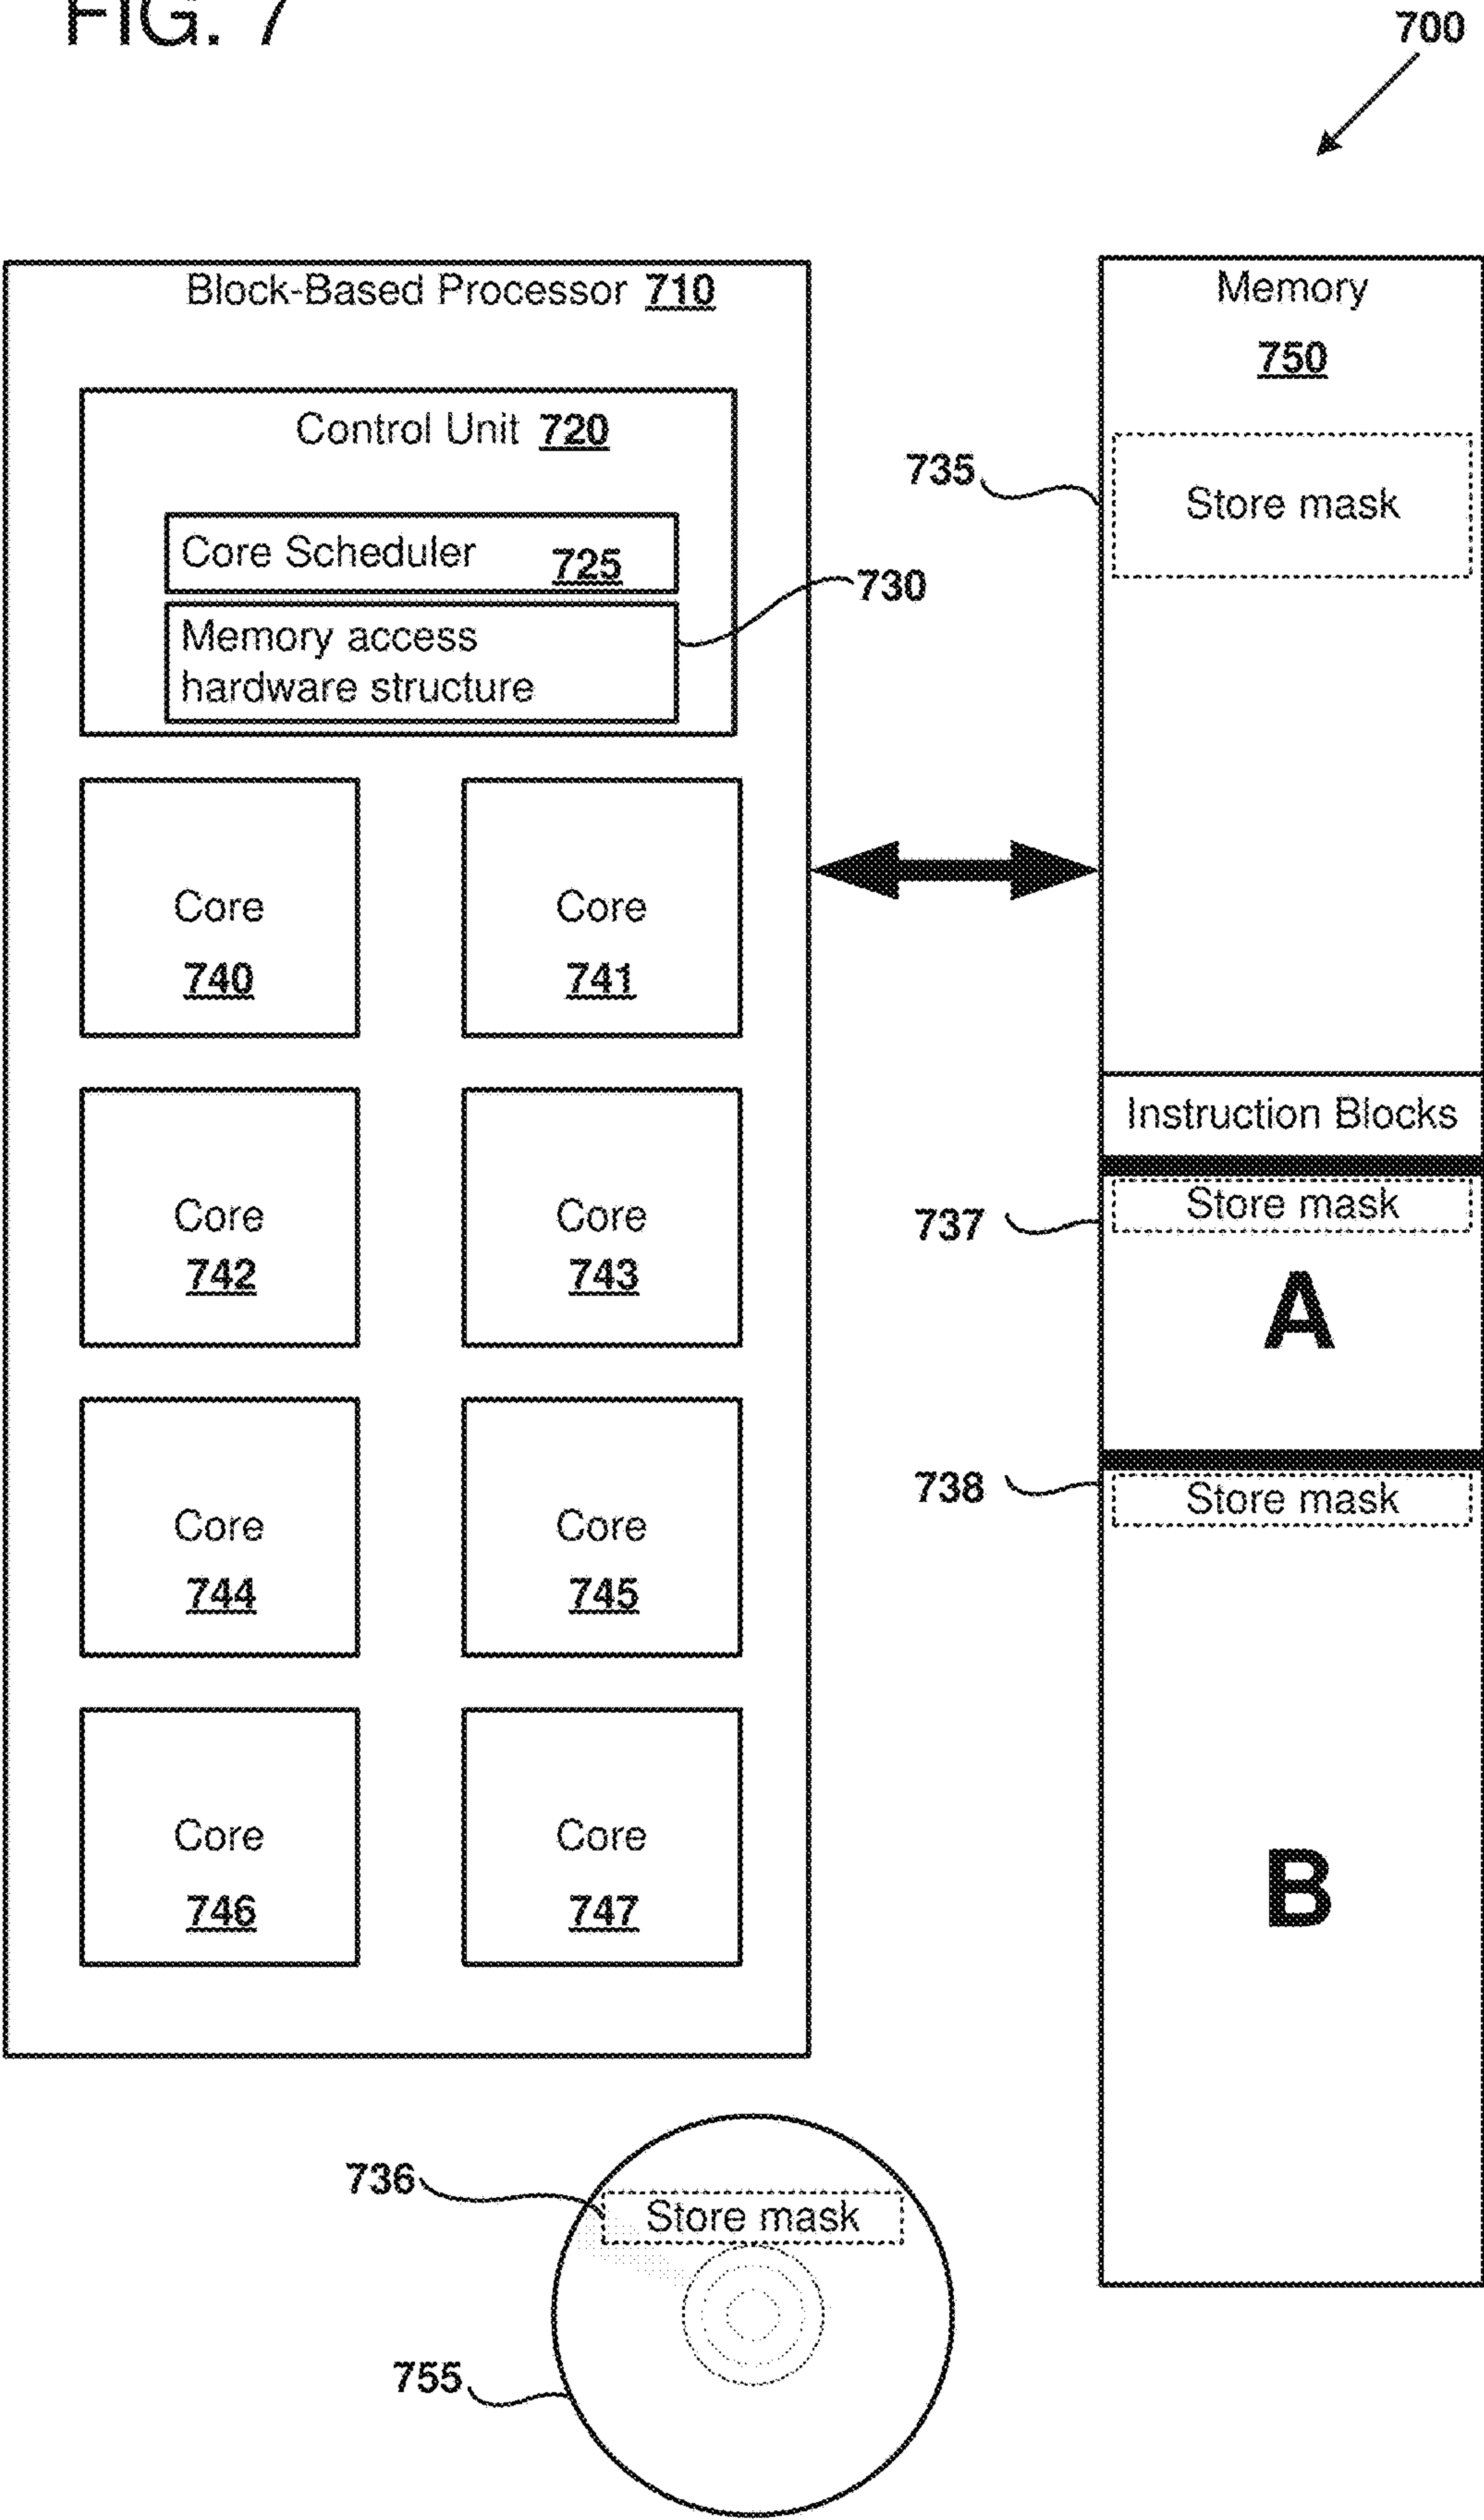 FIG. 7
700
Block-Based Processor 710
Control Unit 720
Core Scheduler 725
Memory access
hardware structure
730
Core
740
Core
741
Core
742
Core
743
Core
744
Core
745
Core
746
Core
747
Memory
750
735
Store mask
Instruction Blocks
737
Store mask
A
738
Store mask
B
736
Store mask
755